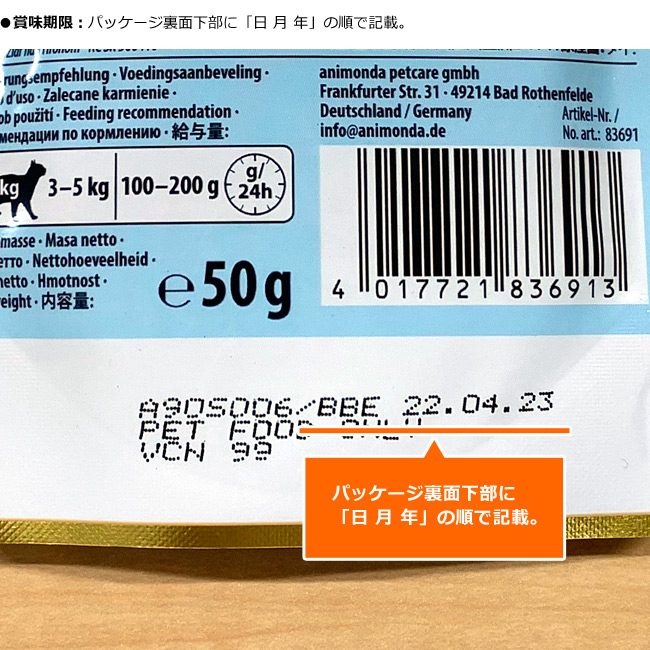 ●賞味期限：パッケージ裏面下部に「日 月 年」の順で記載。
rungsempfehlung · Voedingsaanbeveling ·
d'uso · Zalecane karmienie ·
ob použití · Feeding recommendation ·
мендации по кормлению · 給与量:
kg 3–5 kg 100–200 g g/24h
masse · Masa netto ·
етто · Nettohoeveelheid ·
netto · Hmotnost ·
weight · 内容量:
℮50 g
animonda petcare gmbh
Frankfurter Str. 31 · 49214 Bad Rothenfelde
Deutschland / Germany
info@animonda.de
Artikel-Nr. /
No. art.: 83691
4 017721 836913
A90S006/BBE 22.04.23
PET FOOD ONLY
VCN 99
パッケージ裏面下部に
「日 月 年」の順で記載。